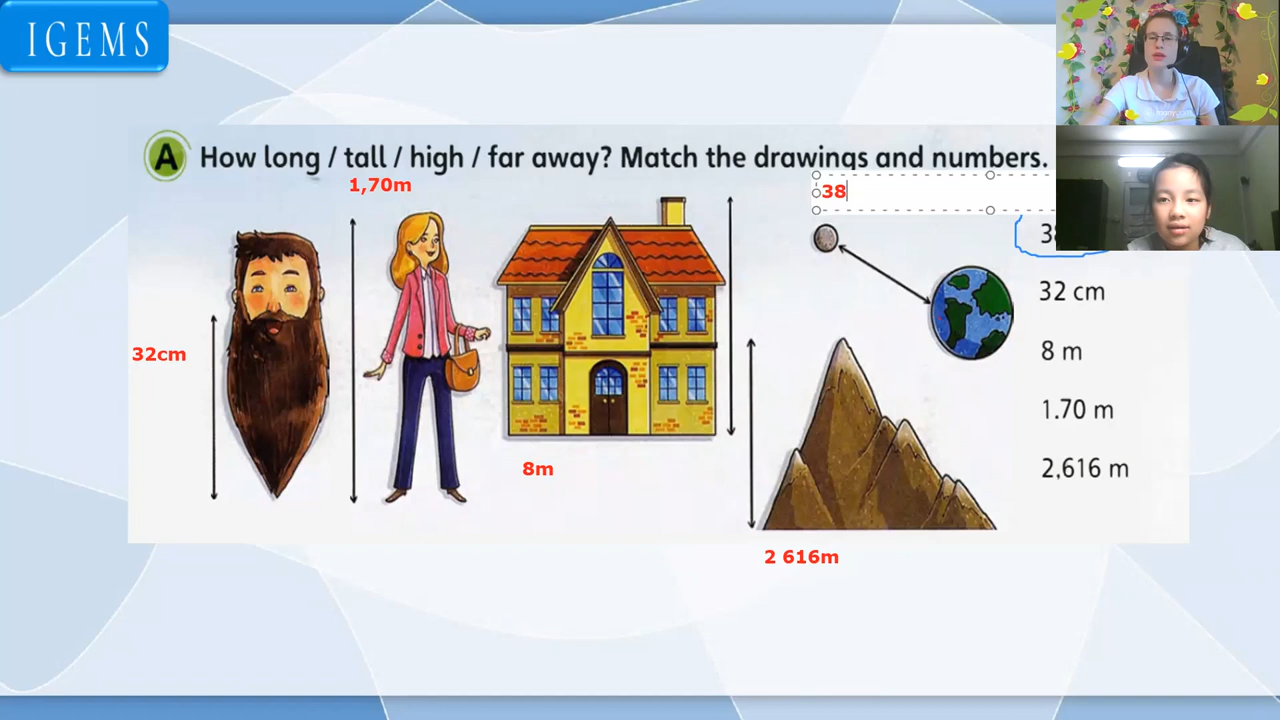 IGEMS
A How long / tall / high / far away? Match the drawings and numbers.
1,70m
38
32 cm
32cm
8 m
1.70 m
8m
2,616 m
2 616m